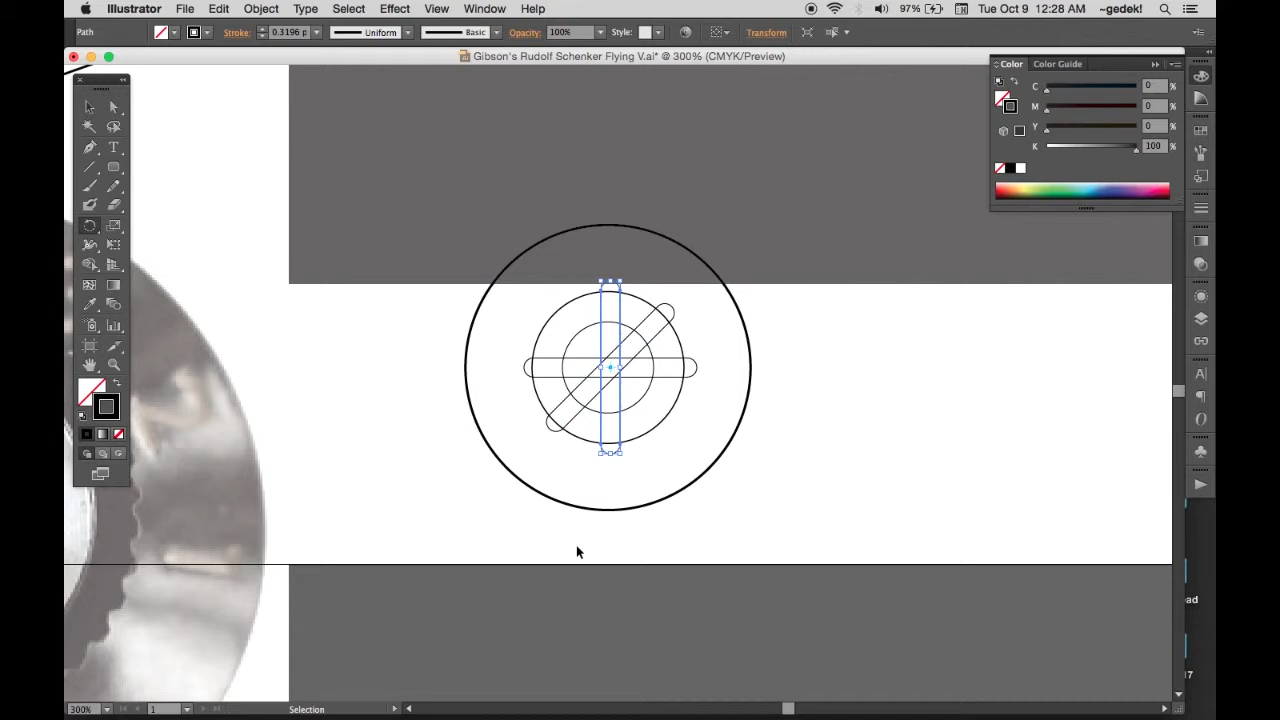 Illustrator File Edit Object Type Select Effect View Window Help 97% Tue Oct 9 12:28 AM ~gedek!
Path Stroke: 0.3196 p Uniform Basic Opacity: 100% Style: Transform
Gibson's Rudolf Schenker Flying V.ai* @ 300% (CMYK/Preview)
Color Color Guide
C 0 %
M 0 %
Y 0 %
K 100 %
ad
17
300% 1 Selection